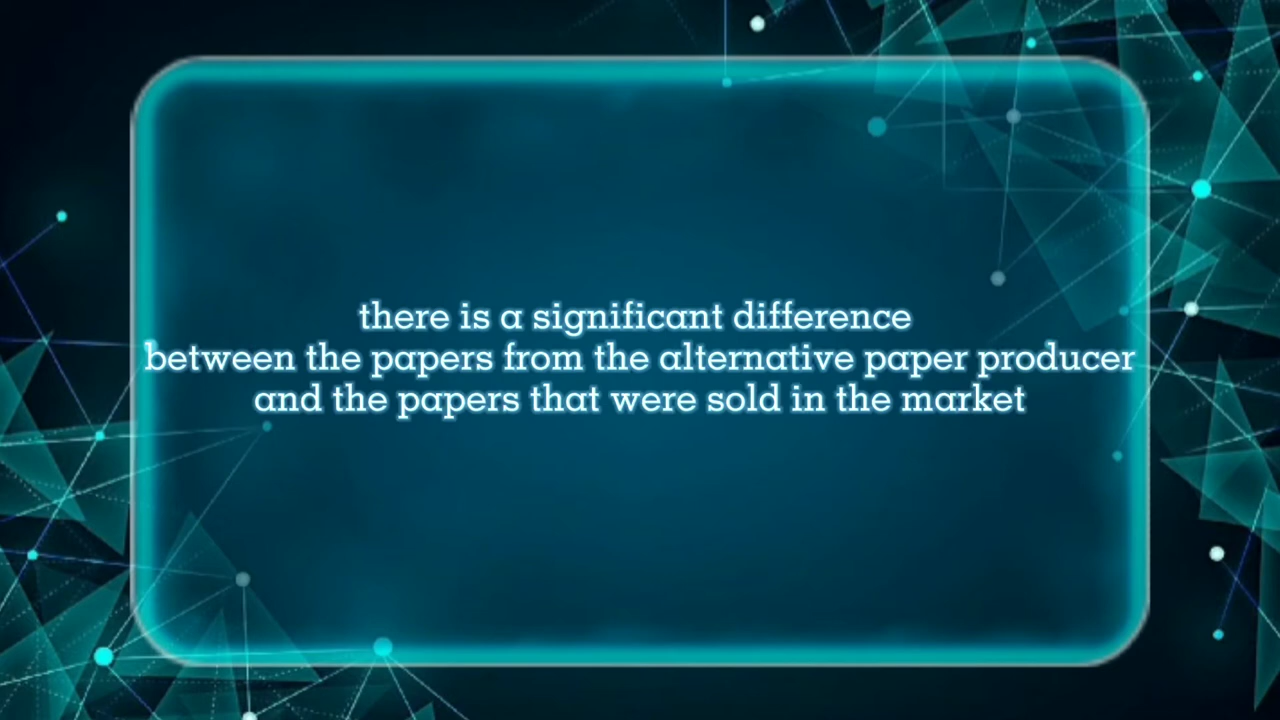 there is a significant difference
between the papers from the alternative paper producer
and the papers that were sold in the market